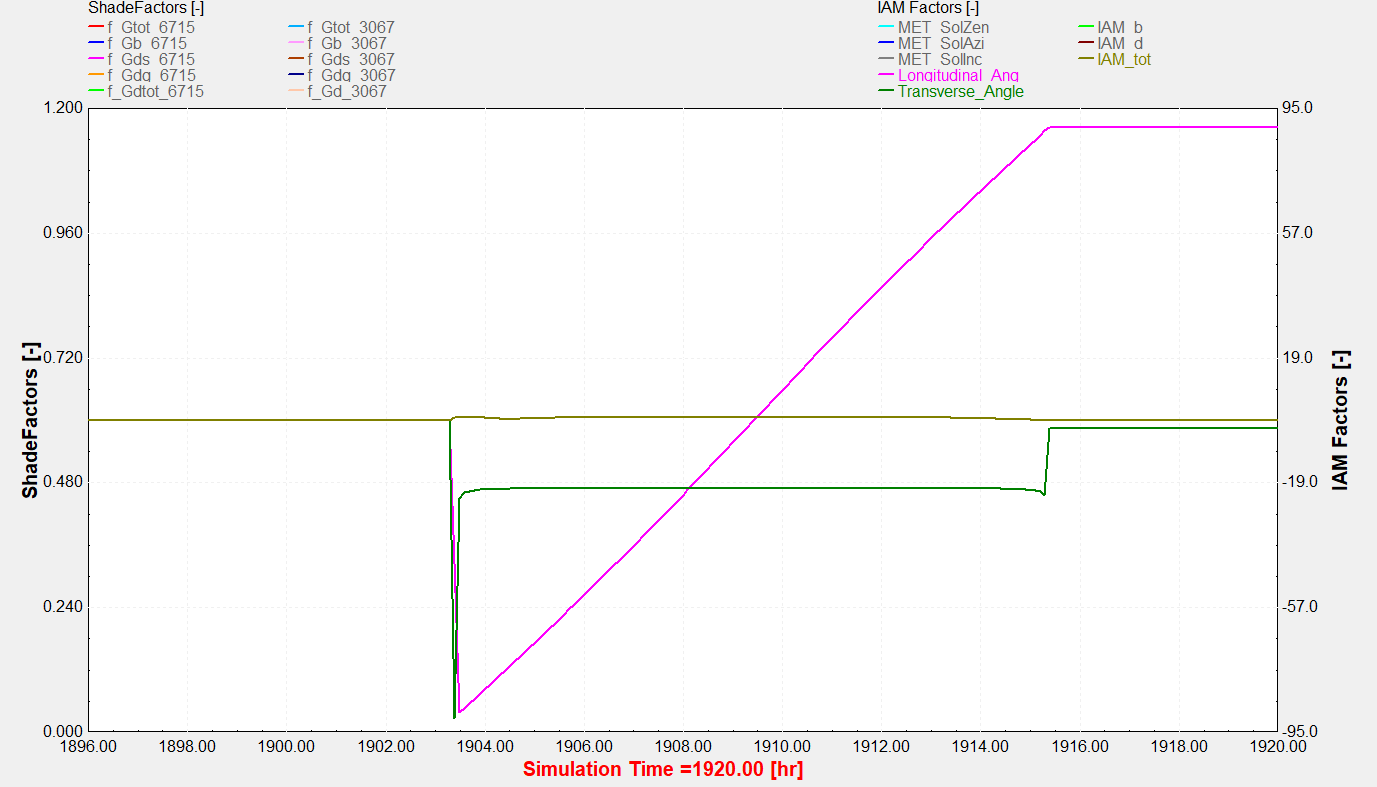 ShadeFactors [-]
IAM Factors [-]
f_Gtot_6715
f_Gtot_3067
MET_SolZen
IAM_b
f_Gb_6715
f_Gb_3067
MET_SolAzi
IAM_d
f_Gds_6715
f_Gds_3067
MET_SolInc
IAM_tot
f_Gdg_6715
f_Gdg_3067
Longitudinal_Ang
f_Gdtot_6715
f_Gd_3067
Transverse_Angle
1.200
95.0
0.960
57.0
0.720
19.0
ShadeFactors [-]
IAM Factors [-]
0.480
-19.0
0.240
-57.0
0.000
-95.0
1896.00 1898.00 1900.00 1902.00 1904.00 1906.00 1908.00 1910.00 1912.00 1914.00 1916.00 1918.00 1920.00
Simulation Time =1920.00 [hr]